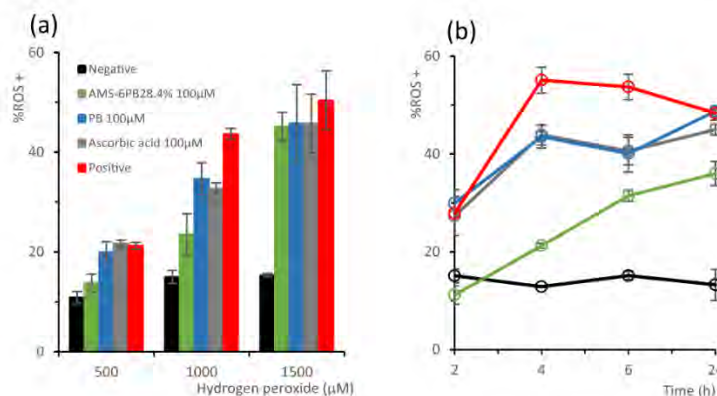 (a)
60
40
20
0
%ROS +
Negative
AMS-6PB28.4% 100μM
PB 100μM
Ascorbic acid 100μM
Positive
500 1000 1500
Hydrogen peroxide (μM)
(b)
60
40
20
0
%ROS +
2 4 6
Time (h)